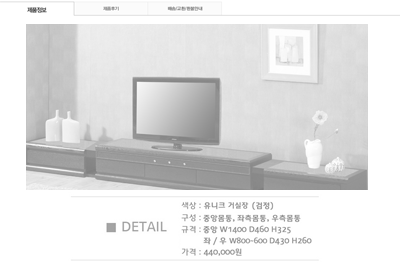 제품정보
제품후기
배송/교환/환불안내
DETAIL
색상 : 유니크 거실장 (검정)
구성 : 중앙몸통, 좌측몸통, 우측몸통
규격 : 중앙 W1400 D460 H325
좌 / 우 W800-600 D430 H260
가격 : 440,000원